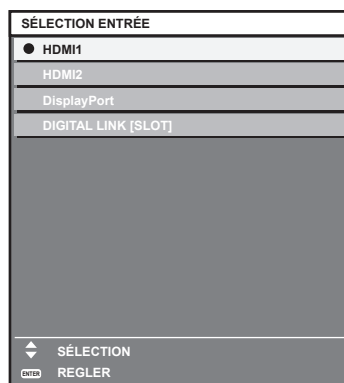 SÉLECTION ENTRÉE
HDMI1
HDMI2
DisplayPort
DIGITAL LINK [SLOT]
SÉLECTION
ENTER REGLER